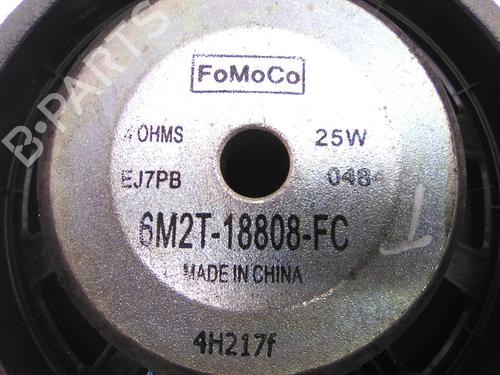 B-PARTS
FoMoCo
4 OHMS 25W
EJ7PB 048
6M2T-18808-FC
MADE IN CHINA
4H217f